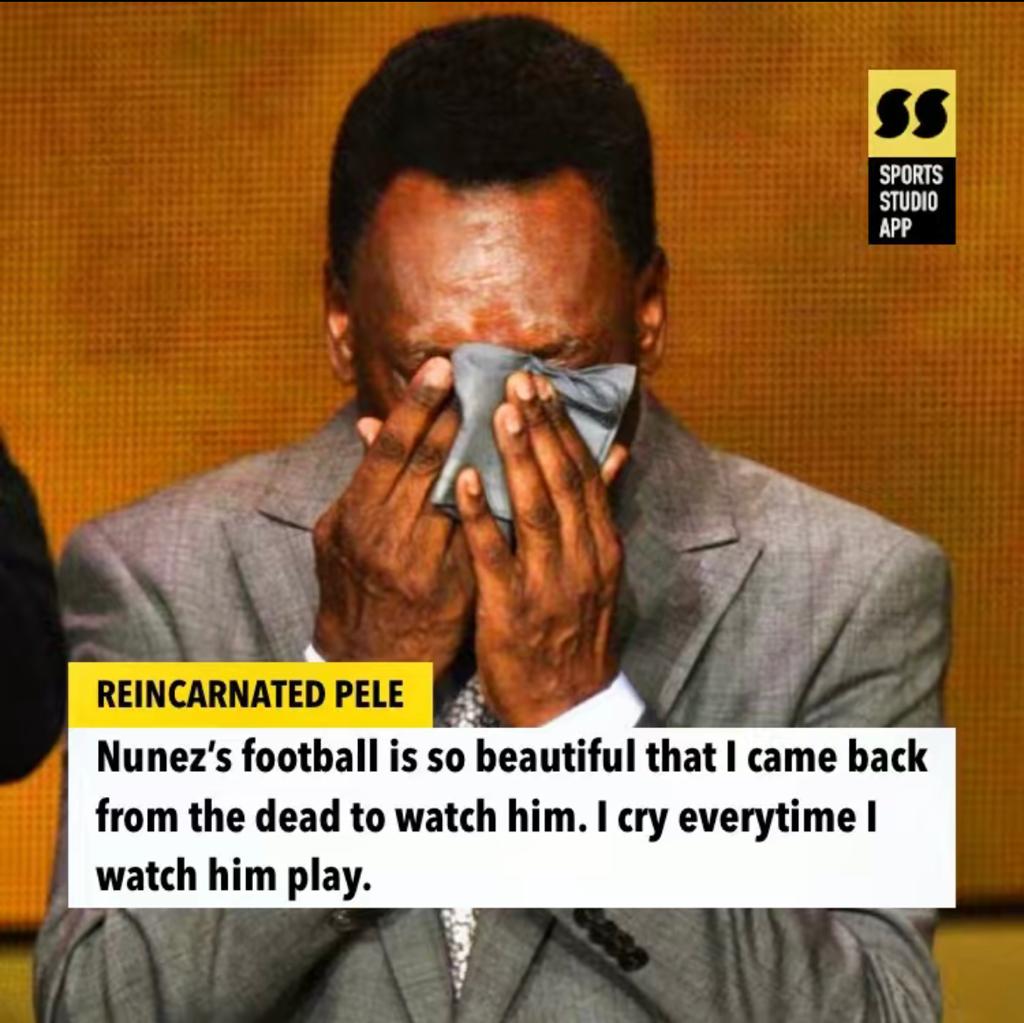 SS
SPORTS
STUDIO
APP
REINCARNATED PELE
Nunez’s football is so beautiful that I came back
from the dead to watch him. I cry everytime I
watch him play.